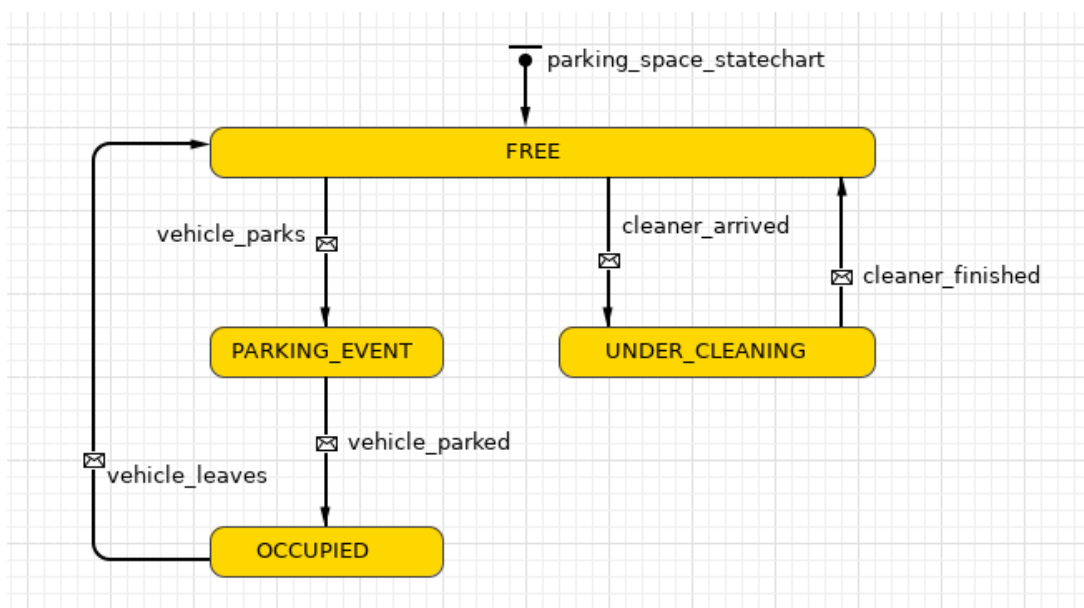 parking_space_statechart
FREE
vehicle_parks
cleaner_arrived
cleaner_finished
PARKING_EVENT
UNDER_CLEANING
vehicle_parked
vehicle_leaves
OCCUPIED